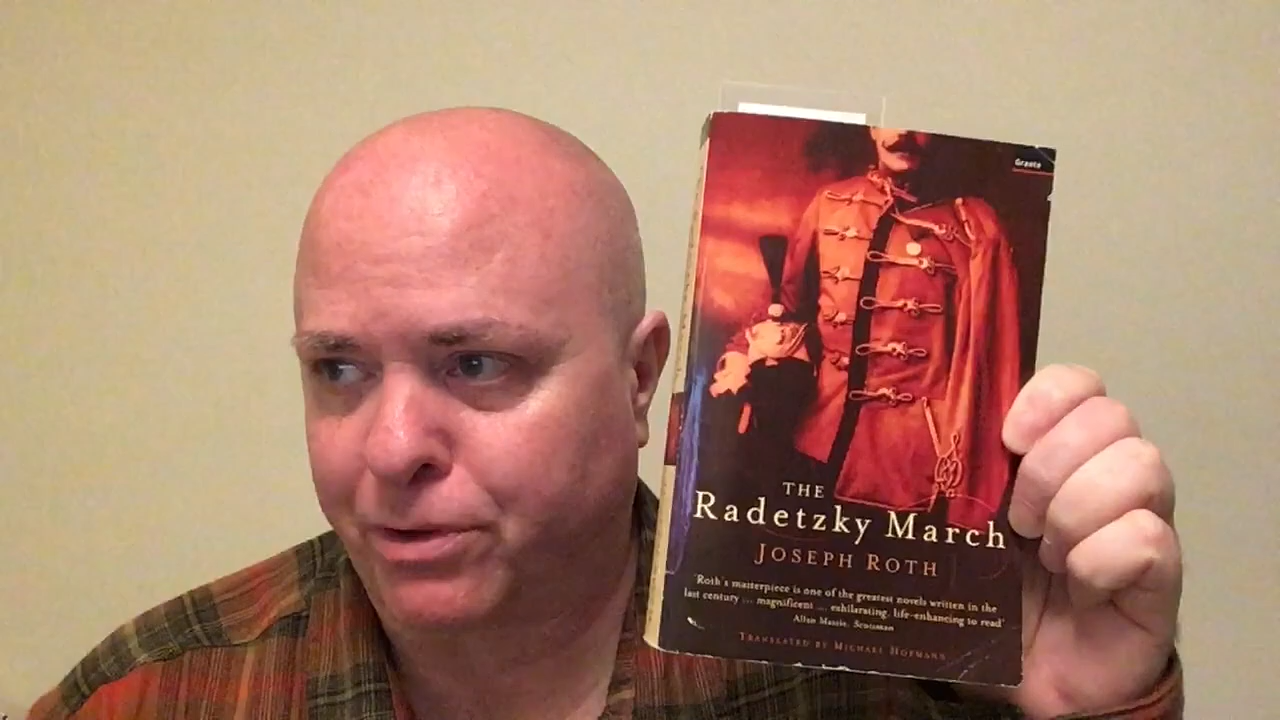 Granta
THE
Radetzky March
JOSEPH ROTH
'Roth's masterpiece is one of the greatest novels written in the
last century ... magnificent ... exhilarating, life-enhancing to read'
Allan Massie, Scotsman
TRANSLATED BY MICHAEL HOFMANN